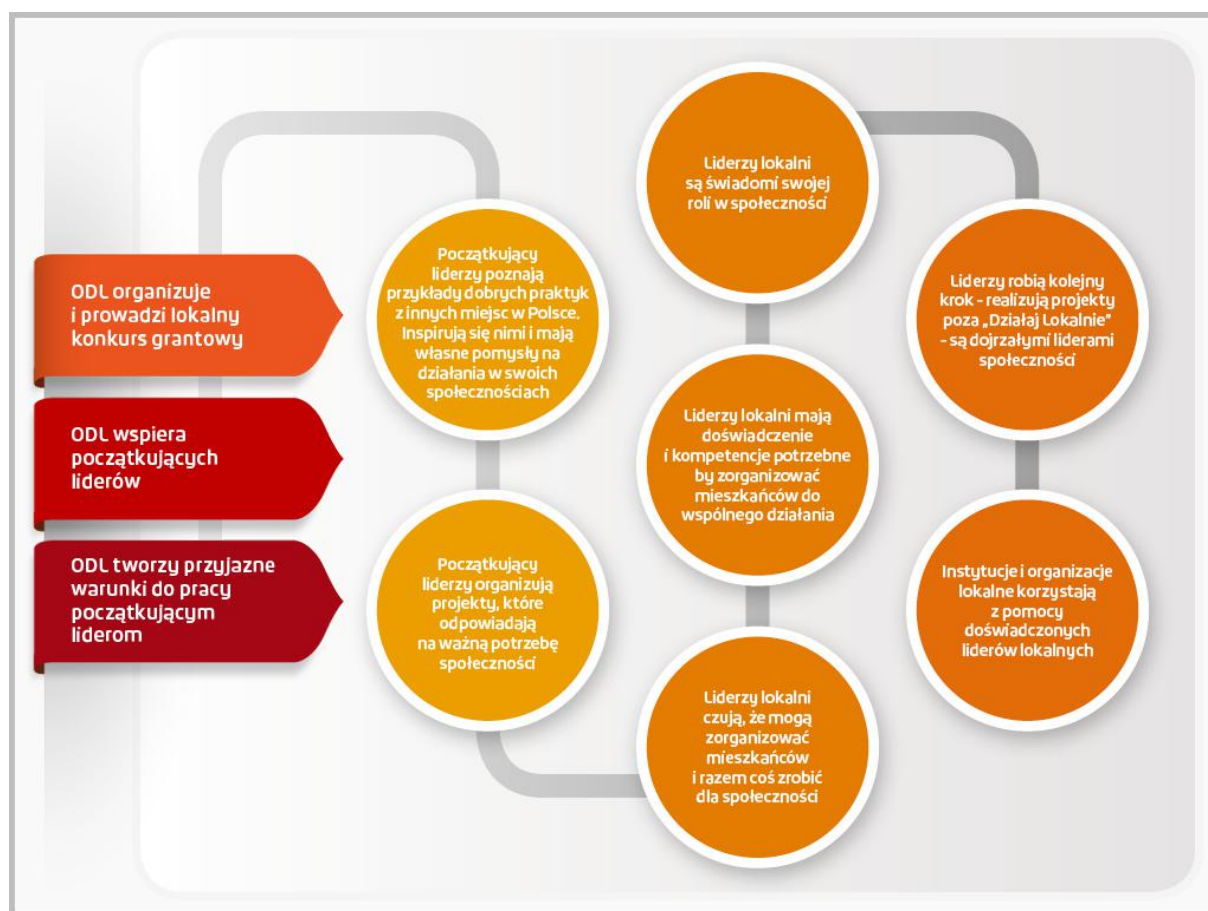 ODL organizuje
i prowadzi lokalny
konkurs grantowy
ODL wspiera
początkujących
liderów
ODL tworzy przyjazne
warunki do pracy
początkującym
liderom
Początkujący
liderzy poznają
przykłady dobrych praktyk
z innych miejsc w Polsce.
Inspirują się nimi i mają
własne pomysły na
działania w swoich
społecznościach
Początkujący
liderzy organizują
projekty, które
odpowiadają
na ważną potrzebę
społeczności
Liderzy lokalni
czują, że mogą
zorganizować
mieszkańców
i razem coś zrobić
dla społeczności
Liderzy lokalni mają
doświadczenie
i kompetencje potrzebne
by zorganizować
mieszkańców do
wspólnego działania
Liderzy lokalni
są świadomi swojej
roli w społeczności
Liderzy robią kolejny
krok - realizują projekty
poza „Działaj Lokalnie”
- są dojrzałymi liderami
społeczności
Instytucje i organizacje
lokalne korzystają
z pomocy
doświadczonych
liderów lokalnych